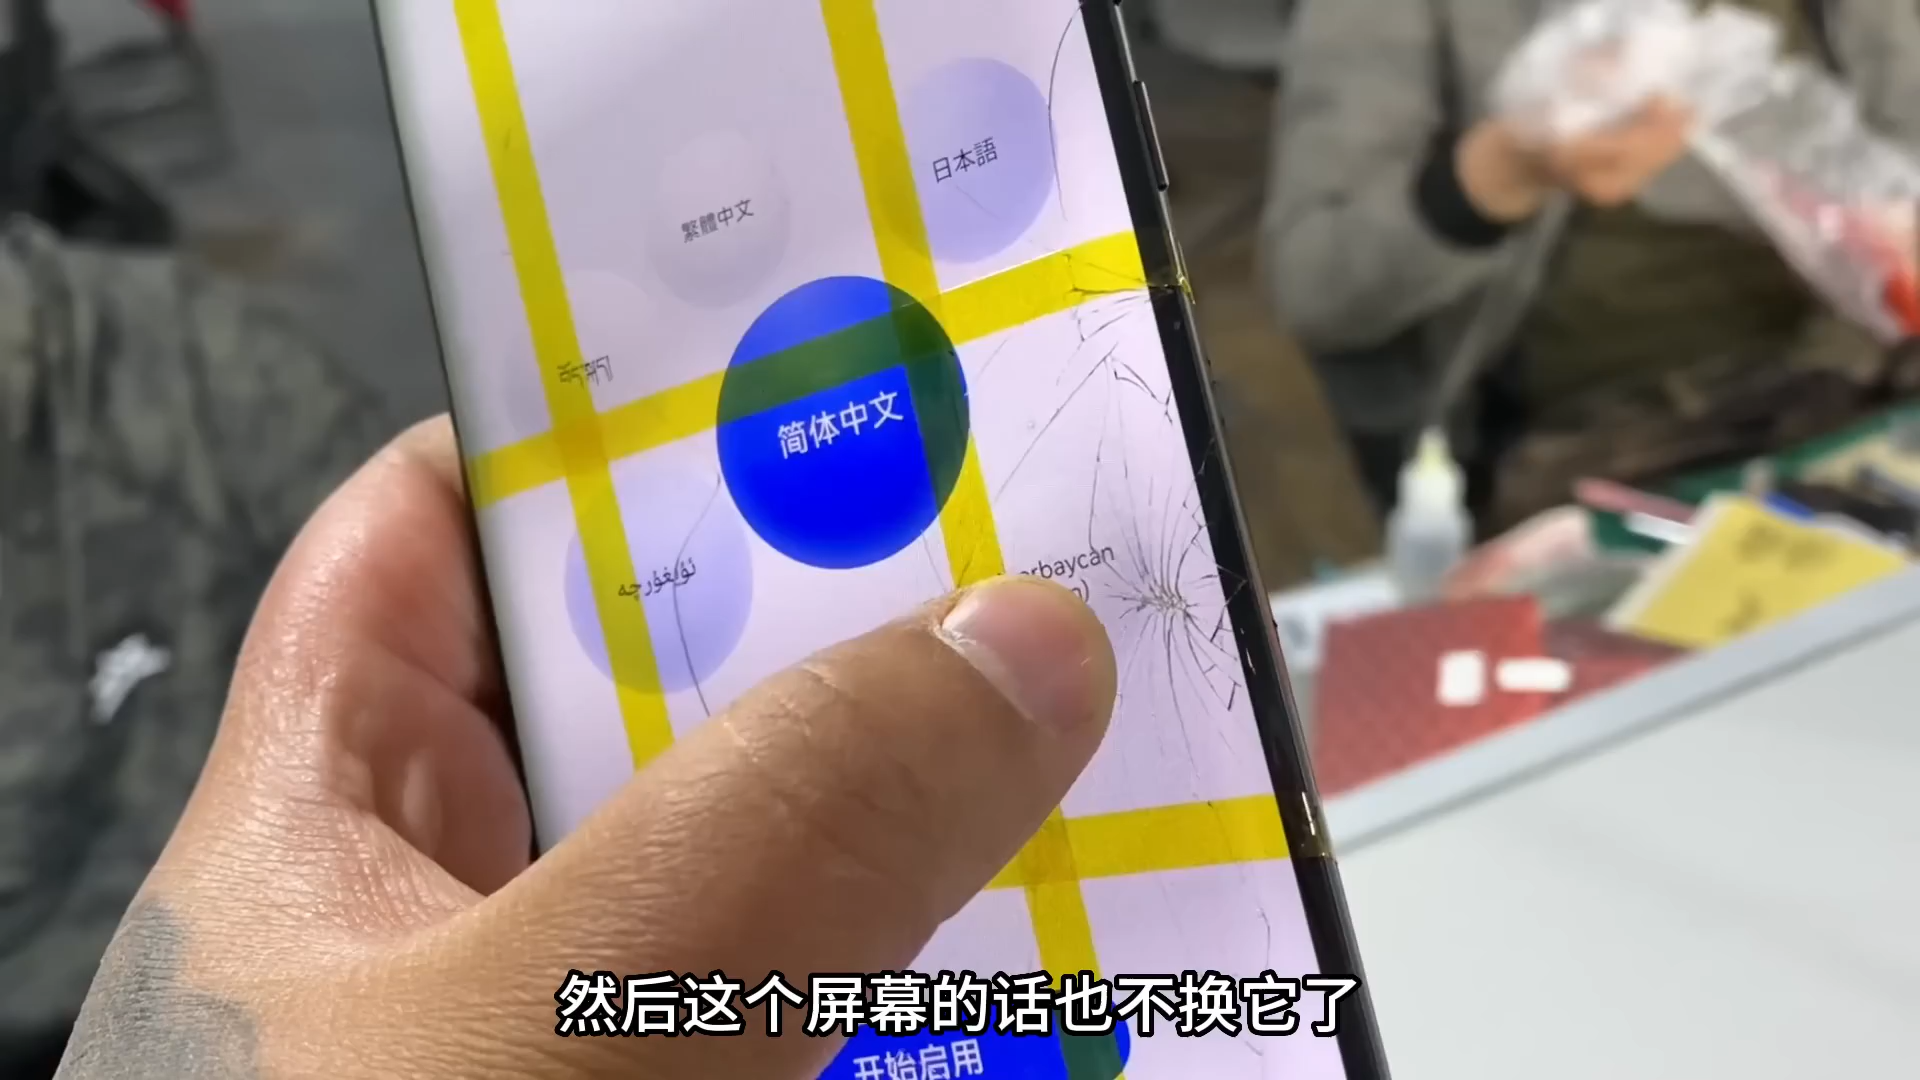 日本語
繁體中文
简体中文
ئۇيغۇرچە
rbaycan
然后这个屏幕的话也不换它了
开始启用